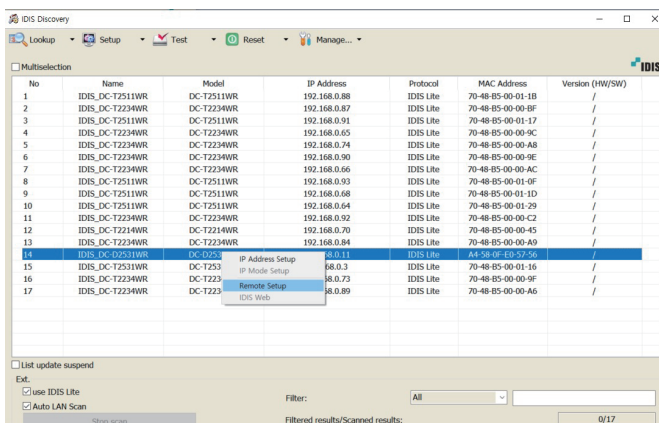 IDIS Discovery
Lookup Setup Test Reset Manage...
Multiselection IDIS
No Name Model IP Address Protocol MAC Address Version (HW/SW)
1 IDIS_DC-T2511WR DC-T2511WR 192.168.0.88 IDIS Lite 70-48-B5-00-01-1B /
2 IDIS_DC-T2234WR DC-T2234WR 192.168.0.87 IDIS Lite 70-48-B5-00-00-BF /
3 IDIS_DC-T2511WR DC-T2511WR 192.168.0.91 IDIS Lite 70-48-B5-00-01-17 /
4 IDIS_DC-T2234WR DC-T2234WR 192.168.0.65 IDIS Lite 70-48-B5-00-00-9C /
5 IDIS_DC-T2234WR DC-T2234WR 192.168.0.74 IDIS Lite 70-48-B5-00-00-A8 /
6 IDIS_DC-T2234WR DC-T2234WR 192.168.0.90 IDIS Lite 70-48-B5-00-00-9E /
7 IDIS_DC-T2234WR DC-T2234WR 192.168.0.66 IDIS Lite 70-48-B5-00-00-AC /
8 IDIS_DC-T2511WR DC-T2511WR 192.168.0.93 IDIS Lite 70-48-B5-00-01-0F /
9 IDIS_DC-T2511WR DC-T2511WR 192.168.0.68 IDIS Lite 70-48-B5-00-01-1D /
10 IDIS_DC-T2511WR DC-T2511WR 192.168.0.64 IDIS Lite 70-48-B5-00-01-29 /
11 IDIS_DC-T2234WR DC-T2234WR 192.168.0.92 IDIS Lite 70-48-B5-00-00-C2 /
12 IDIS_DC-T2214WR DC-T2214WR 192.168.0.70 IDIS Lite 70-48-B5-00-00-45 /
13 IDIS_DC-T2234WR DC-T2234WR 192.168.0.84 IDIS Lite 70-48-B5-00-00-A9 /
14 IDIS_DC-D2531WR DC-D253 68.0.11 IDIS Lite A4-58-0F-E0-57-56 /
IP Address Setup
15 IDIS_DC-T2531WR DC-T253 68.0.3 IDIS Lite 70-48-B5-00-01-16 /
IP Mode Setup
16 IDIS_DC-T2234WR DC-T223 68.0.73 IDIS Lite 70-48-B5-00-00-9F /
Remote Setup
17 IDIS_DC-T2234WR DC-T223 68.0.89 IDIS Lite 70-48-B5-00-00-A6 /
IDIS Web
List update suspend
Ext.
use IDIS Lite
Filter: All
Auto LAN Scan
Stop scan Filtered results/Scanned results: 0/17